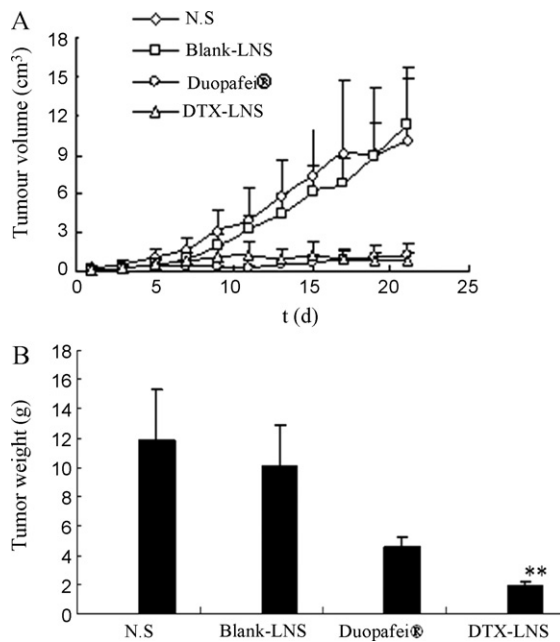 A
Tumour volume (cm³)
18
15
12
9
6
3
0
N.S
Blank-LNS
Duopafei®
DTX-LNS
0 5 10 15 20 25
t (d)
B
Tumor weight (g)
18
16
14
12
10
8
6
4
2
0
**
N.S Blank-LNS Duopafei® DTX-LNS